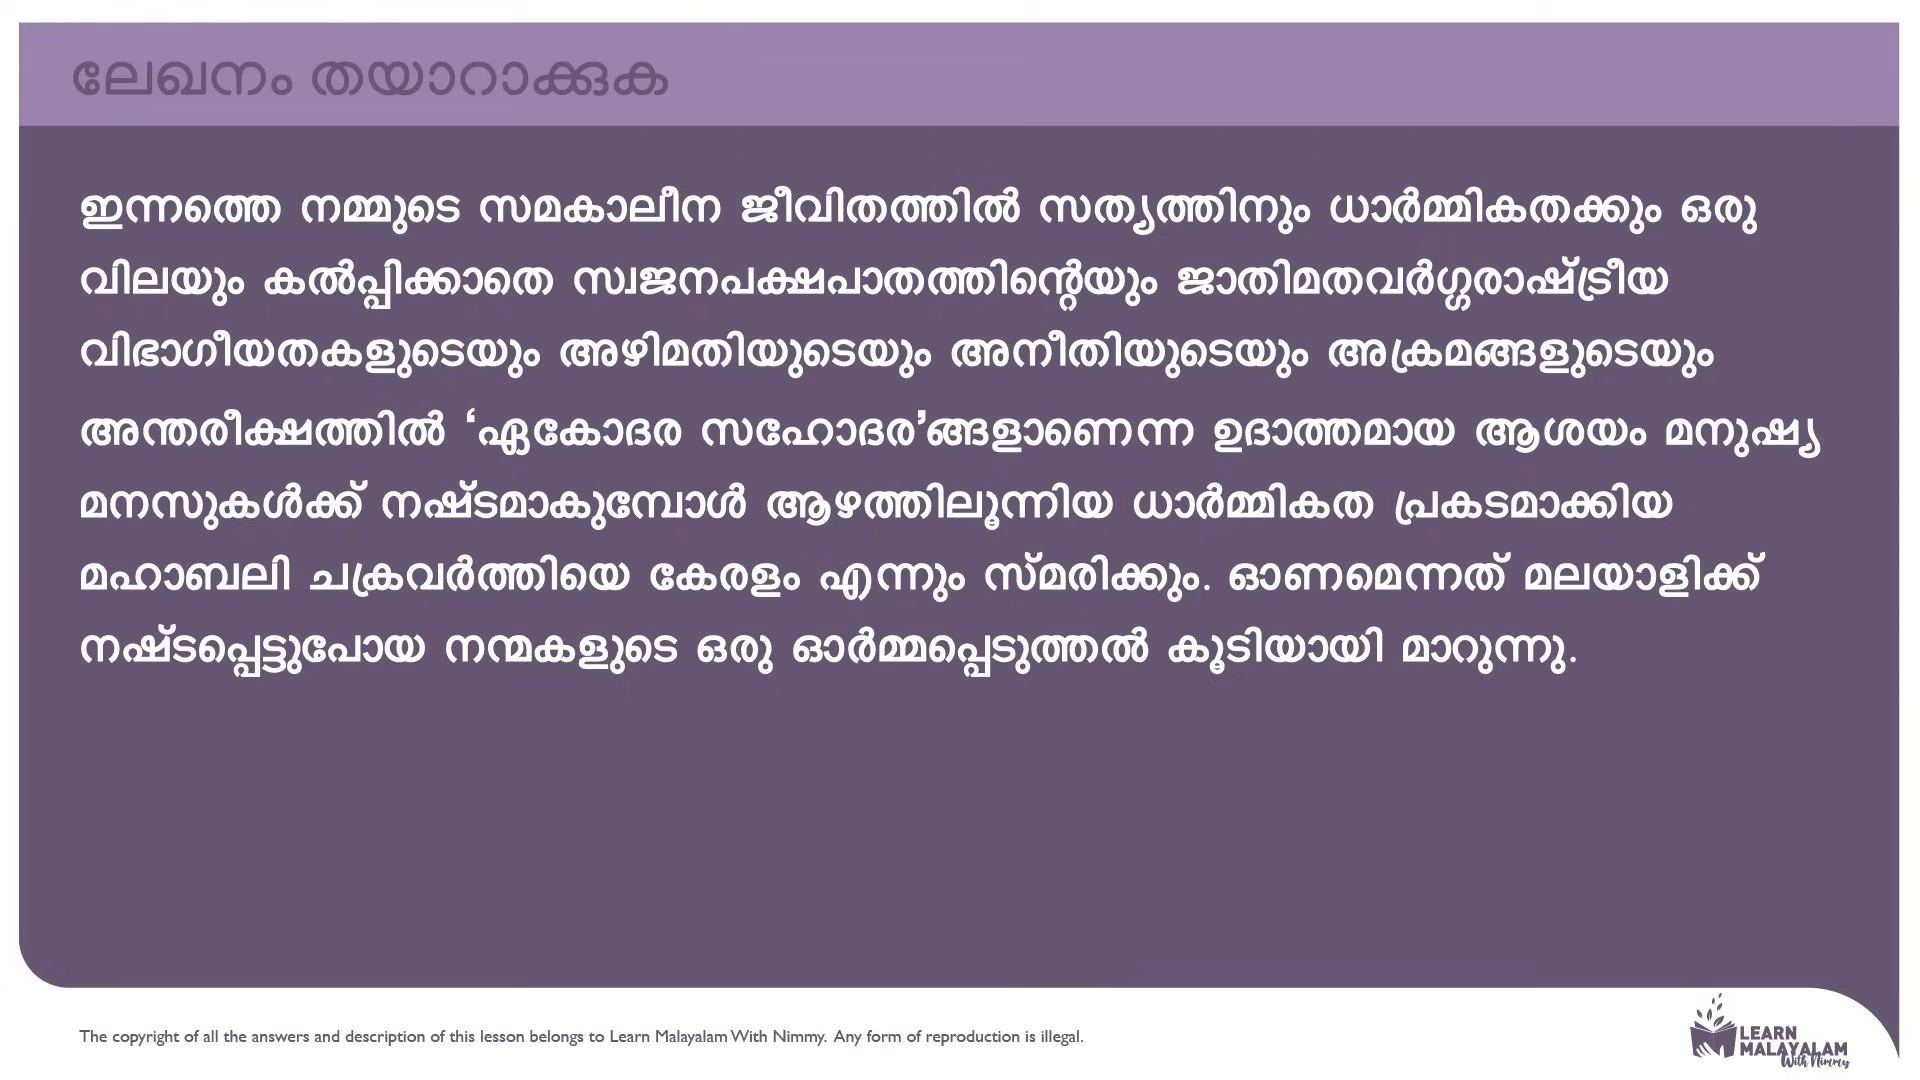 ലേഖനം തയാറാക്കുക
ഇന്നത്തെ നമ്മുടെ സമകാലീന ജീവിതത്തിൽ സത്യത്തിനും ധാർമ്മികതക്കും ഒരു
വിലയും കൽപ്പിക്കാതെ സ്വജനപക്ഷപാതത്തിന്റെയും ജാതിമതവർഗ്ഗരാഷ്ട്രീയ
വിഭാഗീയതകളുടെയും അഴിമതിയുടെയും അനീതിയുടെയും അക്രമങ്ങളുടെയും
അന്തരീക്ഷത്തിൽ ‘ഏകോദര സഹോദര’ങ്ങളാണെന്ന ഉദാത്തമായ ആശയം മനുഷ്യ
മനസുകൾക്ക് നഷ്ടമാകുമ്പോൾ ആഴത്തിലൂന്നിയ ധാർമ്മികത പ്രകടമാക്കിയ
മഹാബലി ചക്രവർത്തിയെ കേരളം എന്നും സ്മരിക്കും. ഓണമെന്നത് മലയാളിക്ക്
നഷ്ടപ്പെട്ടുപോയ നന്മകളുടെ ഒരു ഓർമ്മപ്പെടുത്തൽ കൂടിയായി മാറുന്നു.
The copyright of all the answers and description of this lesson belongs to Learn Malayalam With Nimmy. Any form of reproduction is illegal.
LEARN
MALAYALAM
With Nimmy